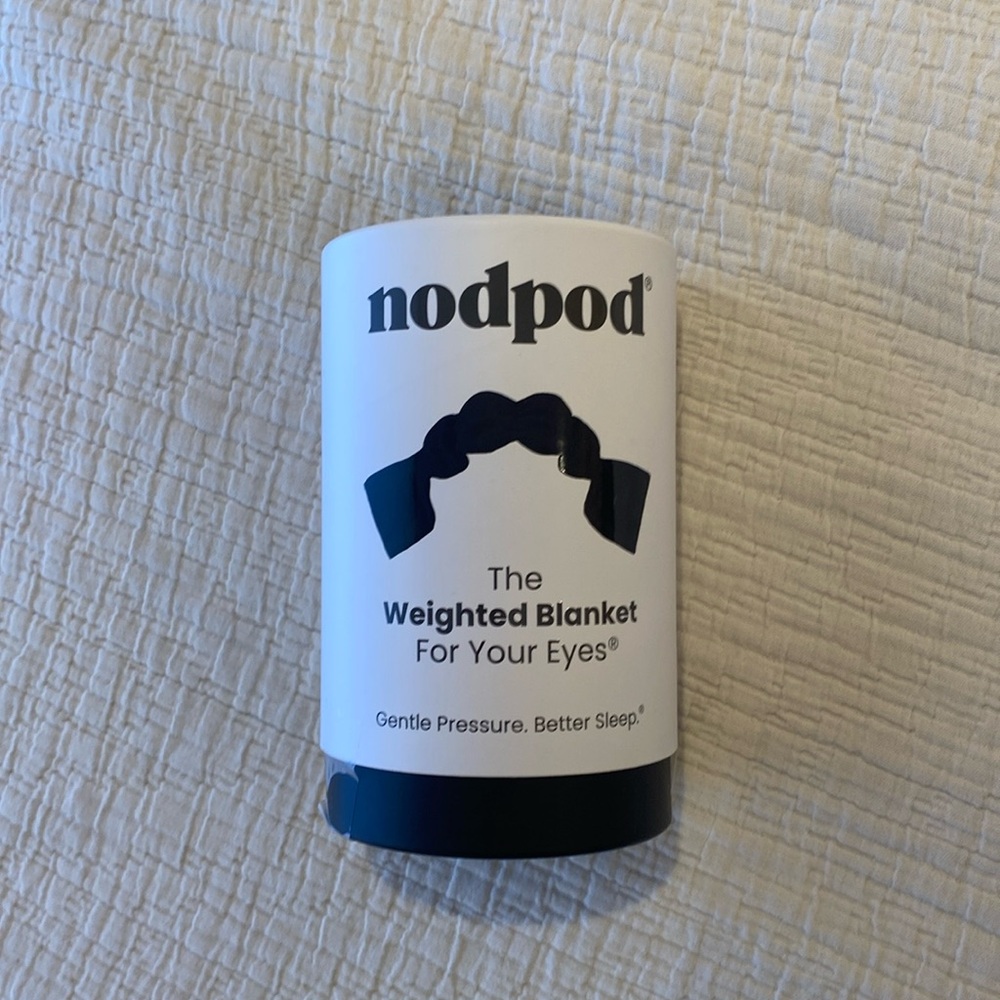 nodpod®
The
Weighted Blanket
For Your Eyes®
Gentle Pressure. Better Sleep.®